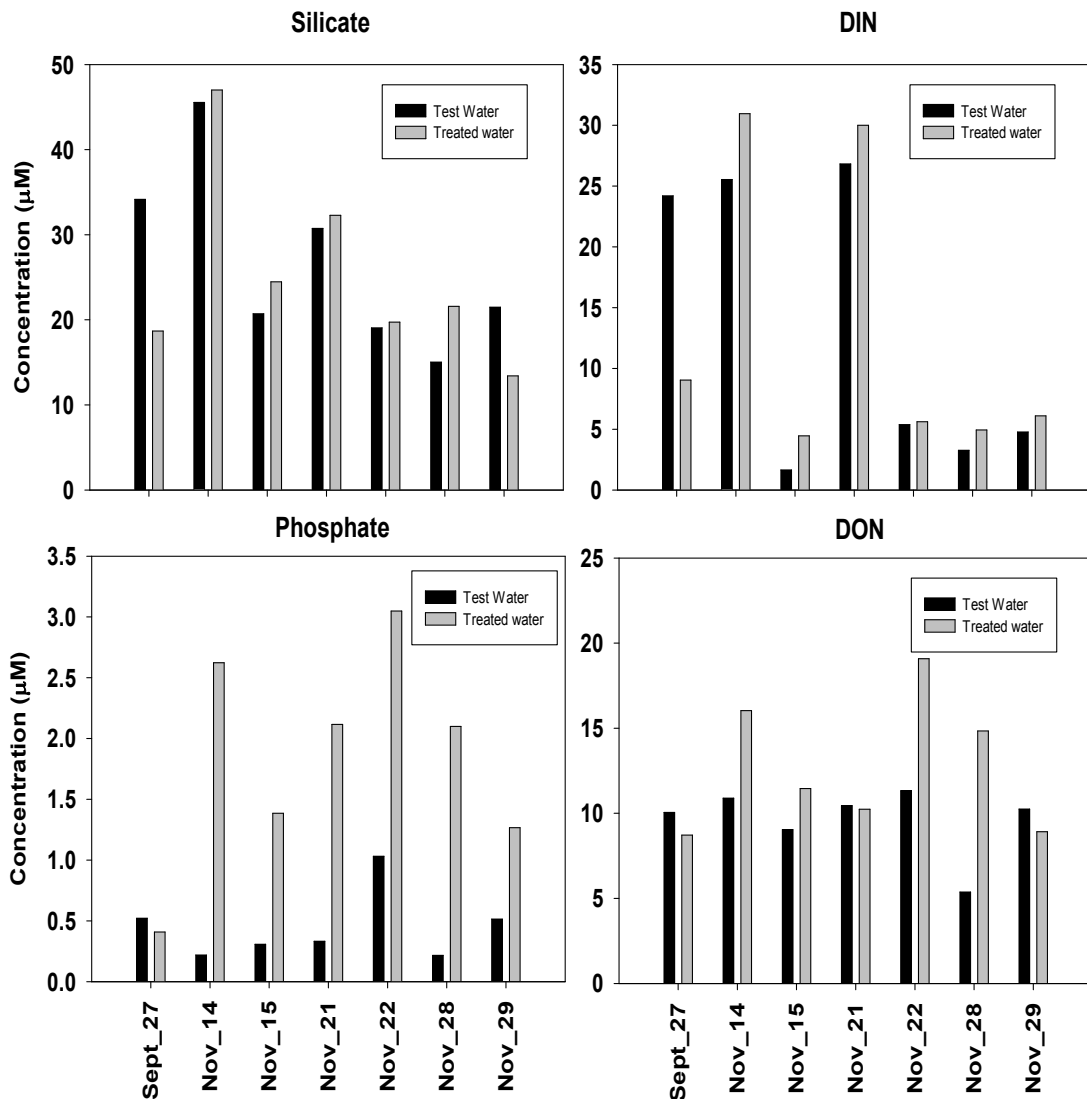 Silicate
DIN
Concentration (μM)
50
40
30
20
10
0
Test Water
Treated water
35
30
25
20
15
10
5
0
Test Water
Treated water
Phosphate
DON
Concentration (μM)
3.5
3.0
2.5
2.0
1.5
1.0
0.5
0.0
Test Water
Treated water
25
20
15
10
5
0
Test Water
Treated water
Sept_27
Nov_14
Nov_15
Nov_21
Nov_22
Nov_28
Nov_29
Sept_27
Nov_14
Nov_15
Nov_21
Nov_22
Nov_28
Nov_29